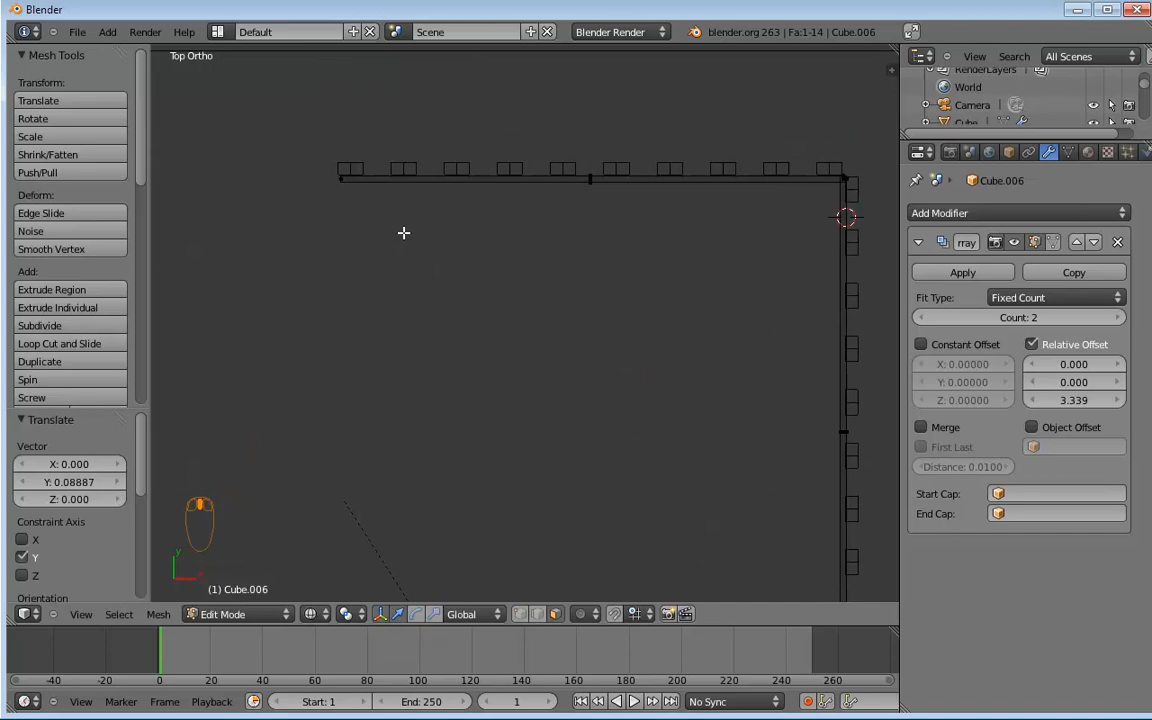 Blender
File Add Render Help Default Scene Blender Render blender.org 263 | Fa:1-14 | Cube.006
Mesh Tools
Transform:
Translate
Rotate
Scale
Shrink/Fatten
Push/Pull
Deform:
Edge Slide
Noise
Smooth Vertex
Add:
Extrude Region
Extrude Individual
Subdivide
Loop Cut and Slide
Duplicate
Spin
Screw
Translate
Vector
X: 0.000
Y: 0.08887
Z: 0.000
Constraint Axis
X
Y
Z
Orientation
Top Ortho
y
(1) Cube.006
View Select Mesh Edit Mode Global
-40 -20 0 20 40 60 80 100 120 140 160 180 200 220 240 260
View Marker Frame Playback Start: 1 End: 250 1 No Sync
View Search All Scenes
RenderLayers
World
Camera
Cube
Cube.006
Add Modifier
rray
Apply Copy
Fit Type: Fixed Count
Count: 2
Constant Offset Relative Offset
X: 0.00000 0.000
Y: 0.00000 0.000
Z: 0.00000 3.339
Merge Object Offset
First Last
Distance: 0.0100
Start Cap:
End Cap: